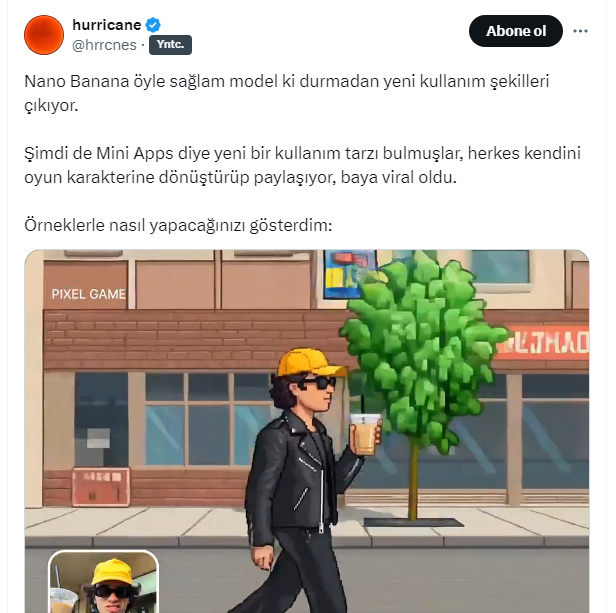 hurricane
@hrrcnes · Yntc.
Abone ol
Nano Banana öyle sağlam model ki durmadan yeni kullanım şekilleri
çıkıyor.
Şimdi de Mini Apps diye yeni bir kullanım tarzı bulmuşlar, herkes kendini
oyun karakterine dönüştürüp paylaşıyor, baya viral oldu.
Örneklerle nasıl yapacağınızı gösterdim:
PIXEL GAME